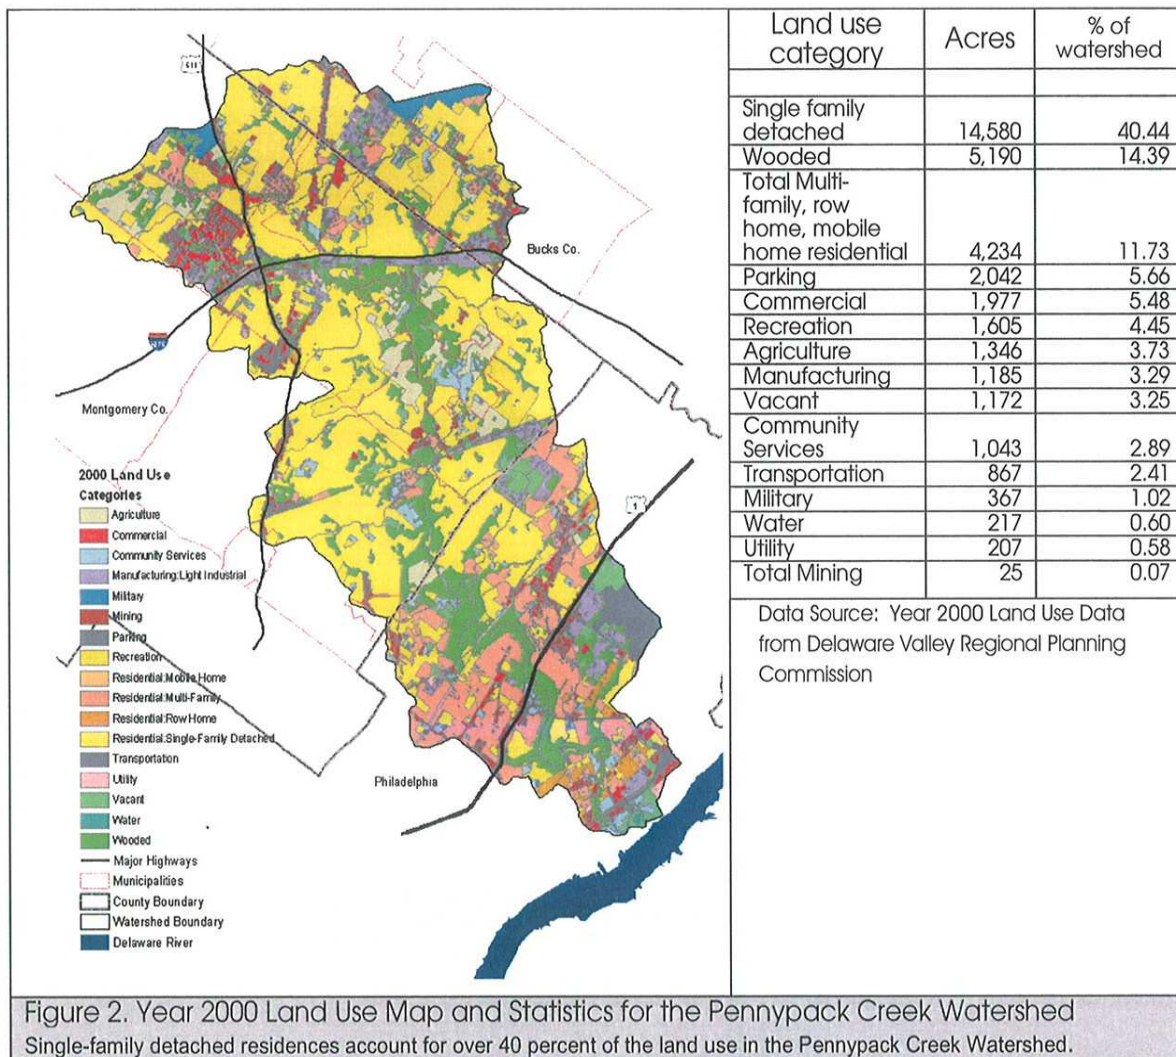 611
Bucks Co.
276
Montgomery Co.
1
Philadelphia
2000 Land Use
Categories
Agriculture
Commercial
Community Services
Manufacturing:Light Industrial
Military
Mining
Parking
Recreation
Residential:Mobile Home
Residential:Multi-Family
Residential:Row Home
Residential:Single-Family Detached
Transportation
Utility
Vacant
Water
Wooded
Major Highways
Municipalities
County Boundary
Watershed Boundary
Delaware River
Land use category Acres % of watershed
Single family
detached 14,580 40.44
Wooded 5,190 14.39
Total Multi-
family, row
home, mobile
home residential 4,234 11.73
Parking 2,042 5.66
Commercial 1,977 5.48
Recreation 1,605 4.45
Agriculture 1,346 3.73
Manufacturing 1,185 3.29
Vacant 1,172 3.25
Community
Services 1,043 2.89
Transportation 867 2.41
Military 367 1.02
Water 217 0.60
Utility 207 0.58
Total Mining 25 0.07
Data Source: Year 2000 Land Use Data
from Delaware Valley Regional Planning
Commission
Figure 2. Year 2000 Land Use Map and Statistics for the Pennypack Creek Watershed
Single-family detached residences account for over 40 percent of the land use in the Pennypack Creek Watershed.